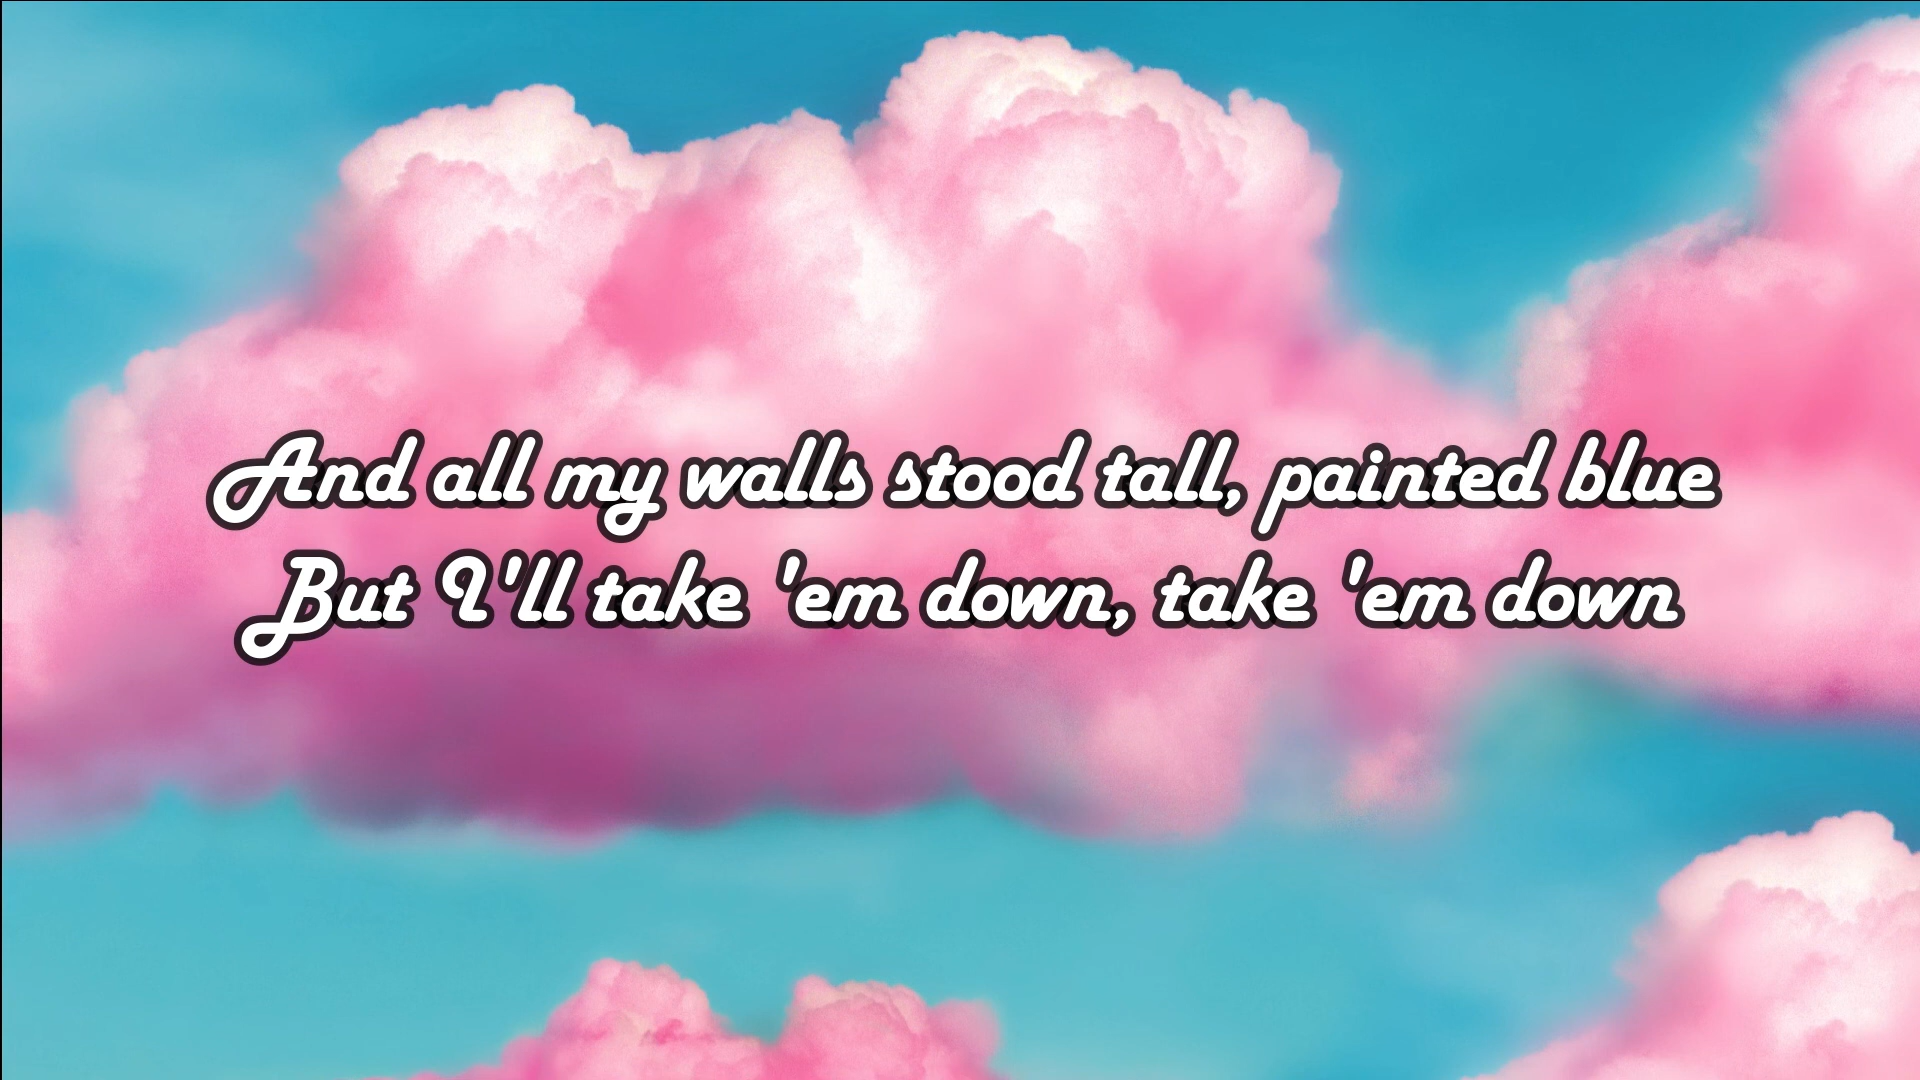 And all my walls stood tall, painted blue
But I'll take 'em down, take 'em down